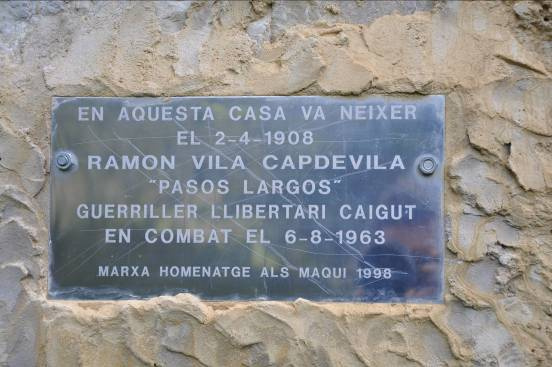 EN AQUESTA CASA VA NEIXER
EL 2-4-1908
RAMON VILA CAPDEVILA
"PASOS LARGOS"
GUERRILLER LLIBERTARI CAIGUT
EN COMBAT EL 6-8-1963
MARXA HOMENATGE ALS MAQUI 1998